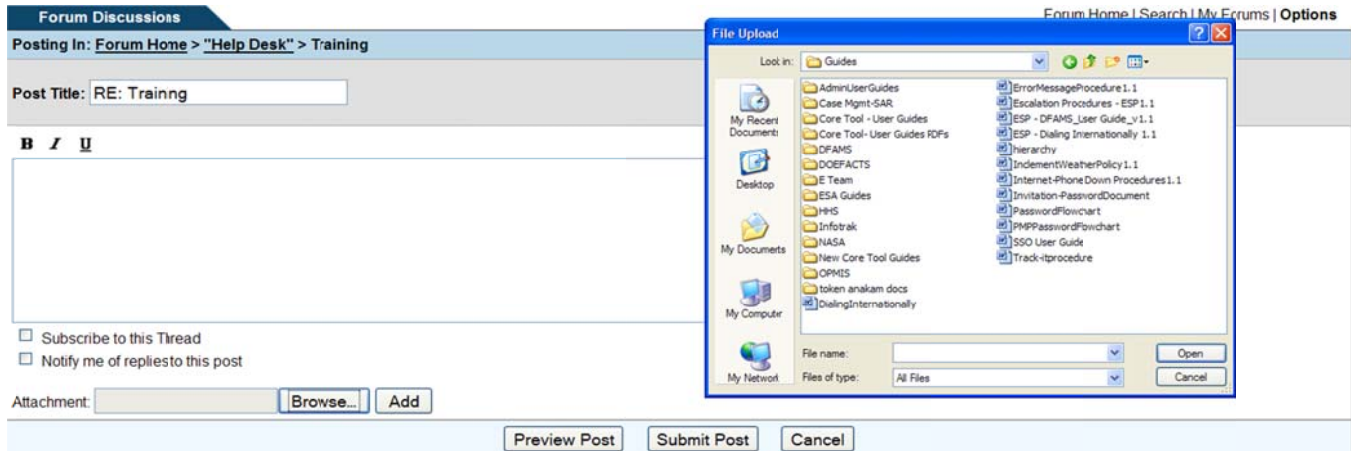 Forum Discussions
Forum Home | Search | My Forums | Options
Posting In: Forum Home > "Help Desk" > Training
Post Title: RE: Trainng
B I U
Subscribe to this Thread
Notify me of replies to this post
Attachment: Browse... Add
Preview Post Submit Post Cancel
File Upload
Look in: Guides
My Recent
Documents
Desktop
My Documents
My Computer
My Network
AdminUserGuides
Case Mgmt-SAR
Core Tool - User Guides
Core Tool- User Guides PDFs
DFAMS
DOEFACTS
E Team
ESA Guides
HHS
Infotrak
NASA
New Core Tool Guides
OPMIS
token anakam docs
DialingInternationally
ErrorMessageProcedure1.1
Escalation Procedures - ESP1.1
ESP - DFAMS_User Guide_v1.1
ESP - Dialing Internationally 1.1
hierarchy
InclementWeatherPolicy1.1
Internet-Phone Down Procedures1.1
Invitation-PasswordDocument
PasswordFlowchart
PMPPasswordFlowchart
SSO User Guide
Track-itprocedure
File name: Open
Files of type: All Files Cancel